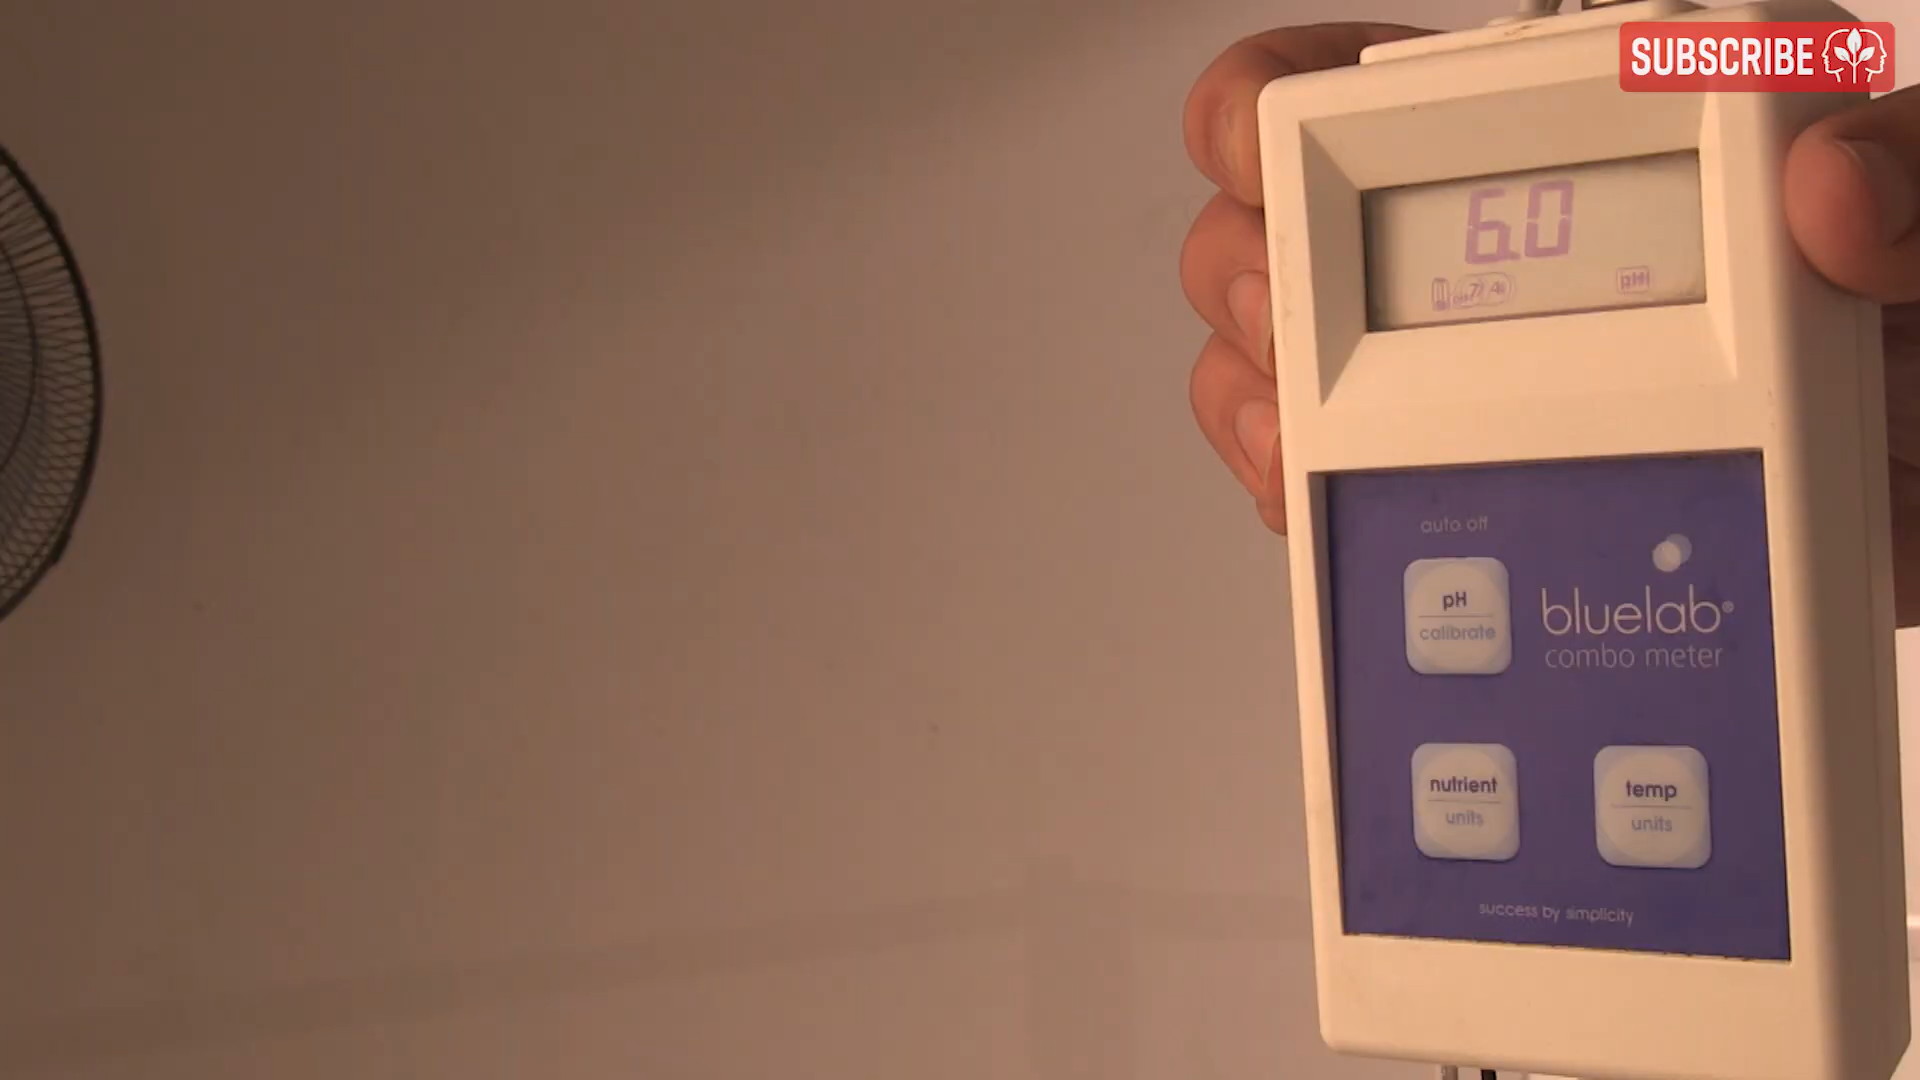 SUBSCRIBE
6.0
pH
auto off
pH
calibrate
bluelab®
combo meter
nutrient
units
temp
units
success by simplicity